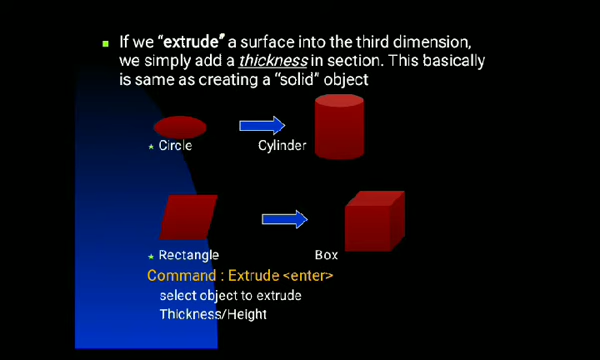 If we “extrude” a surface into the third dimension,
we simply add a thickness in section. This basically
is same as creating a “solid” object
Circle
Cylinder
Rectangle
Box
Command : Extrude <enter>
select object to extrude
Thickness/Height